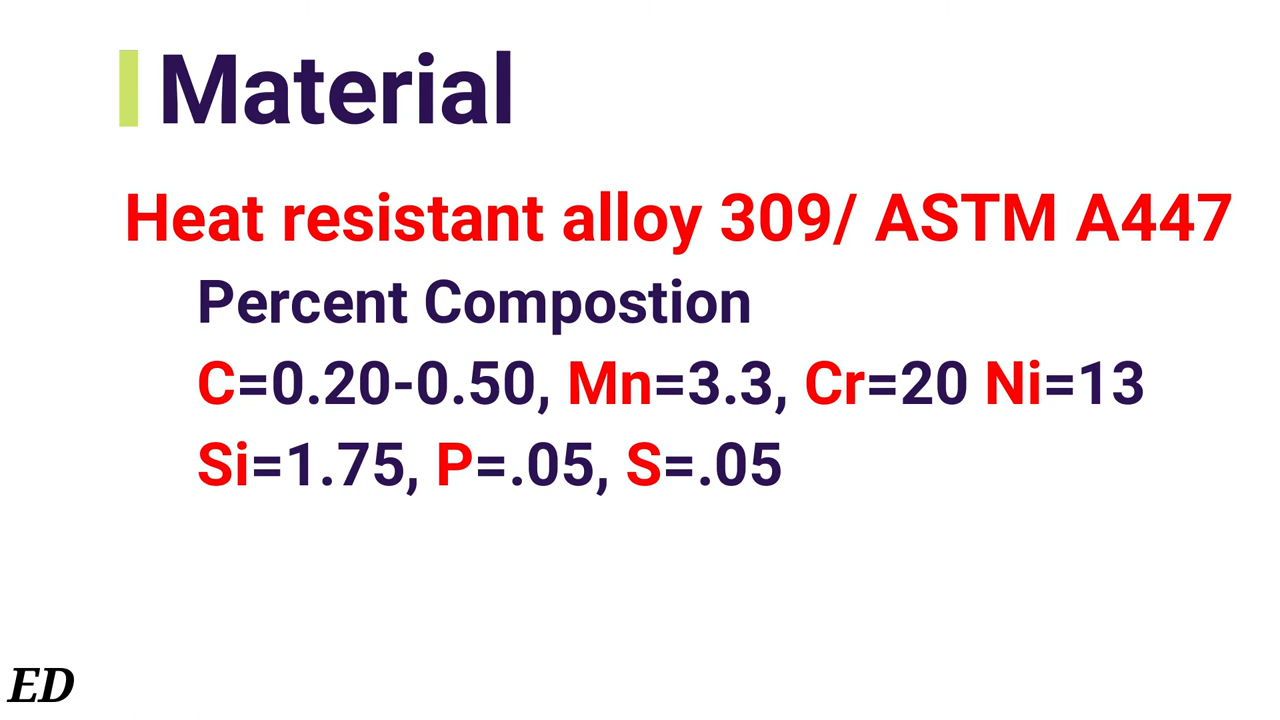 Material
Heat resistant alloy 309/ ASTM A447
Percent Compostion
C=0.20-0.50, Mn=3.3, Cr=20 Ni=13
Si=1.75, P=.05, S=.05
ED